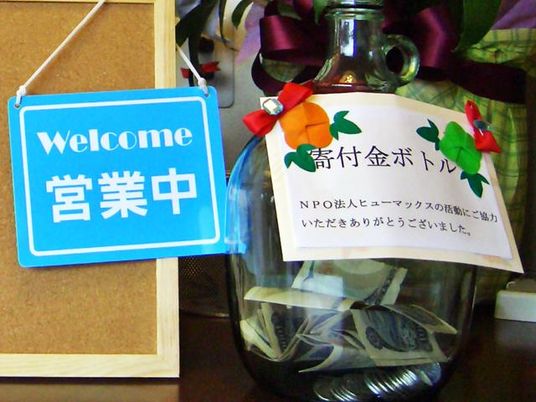 Welcome
営業中
寄付金ボトル
NPO法人ヒューマックスの活動にご協力
いただきありがとうございました。